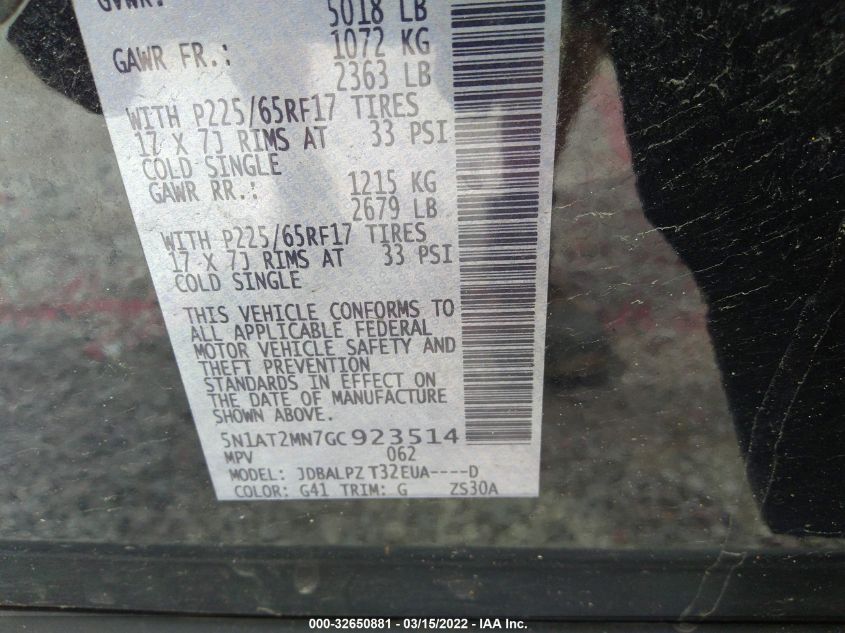 GVWR:
5018 LB
GAWR FR.: 1072 KG
2363 LB
WITH P225/65RF17 TIRES
17 X 7J RIMS AT 33 PSI
COLD SINGLE
GAWR RR.: 1215 KG
2679 LB
WITH P225/65RF17 TIRES
17 X 7J RIMS AT 33 PSI
COLD SINGLE
THIS VEHICLE CONFORMS TO
ALL APPLICABLE FEDERAL
MOTOR VEHICLE SAFETY AND
THEFT PREVENTION
STANDARDS IN EFFECT ON
THE DATE OF MANUFACTURE
SHOWN ABOVE.
5N1AT2MN7GC923514
MPV 062
MODEL: JDBALPZ T32EUA----D
COLOR: G41 TRIM: G ZS30A
000-32650881 - 03/15/2022 - IAA Inc.